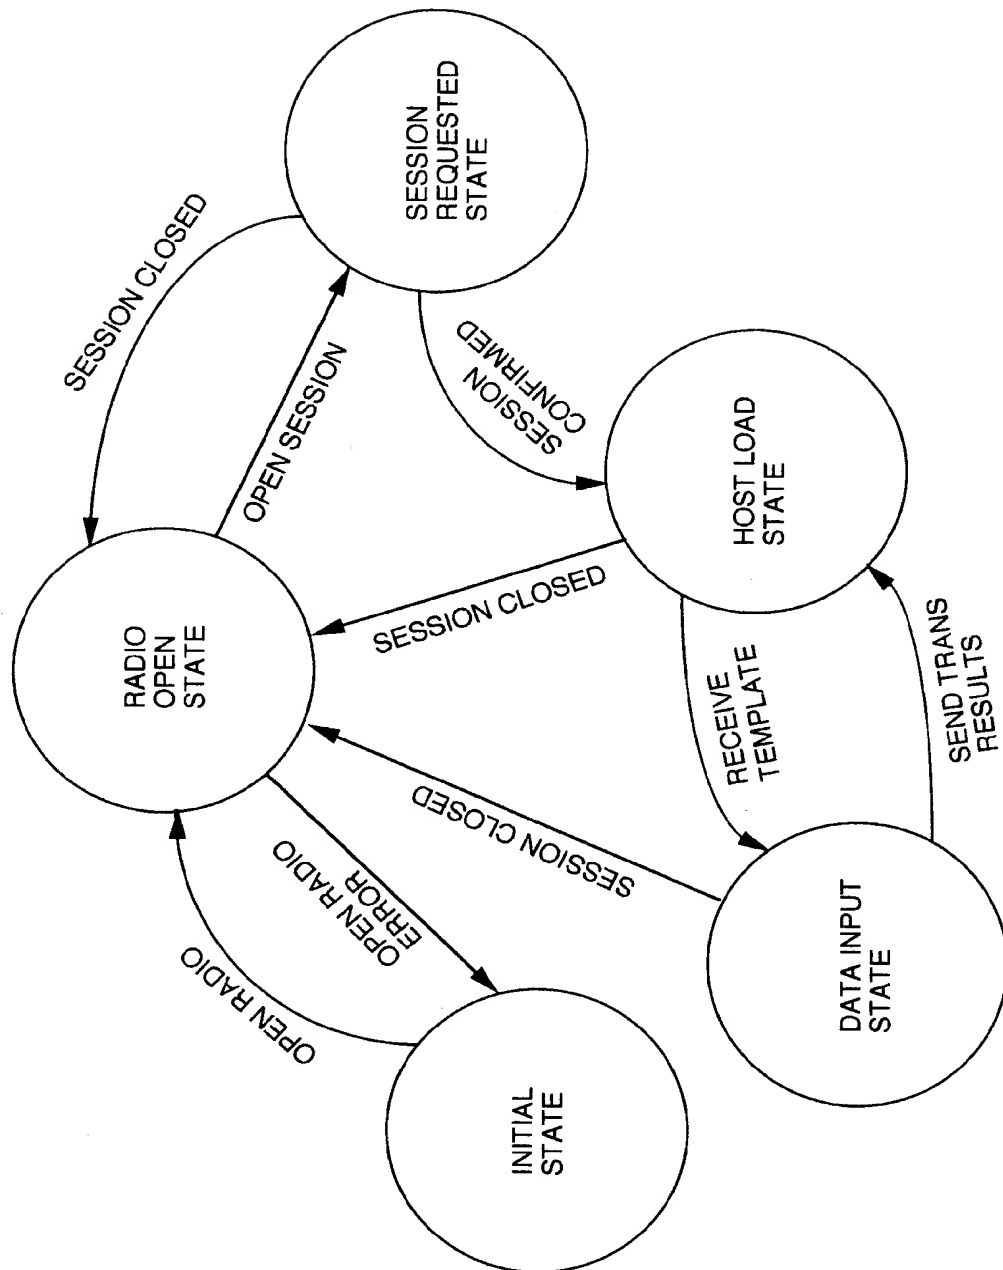 OPEN RADIO
OPEN RADIO
ERROR
INITIAL
STATE
RADIO
OPEN
STATE
SESSION CLOSED
OPEN SESSION
SESSION
REQUESTED
STATE
SESSION
CONFIRMED
SESSION CLOSED
SESSION CLOSED
HOST LOAD
STATE
RECEIVE
TEMPLATE
DATA INPUT
STATE
SEND TRANS
RESULTS